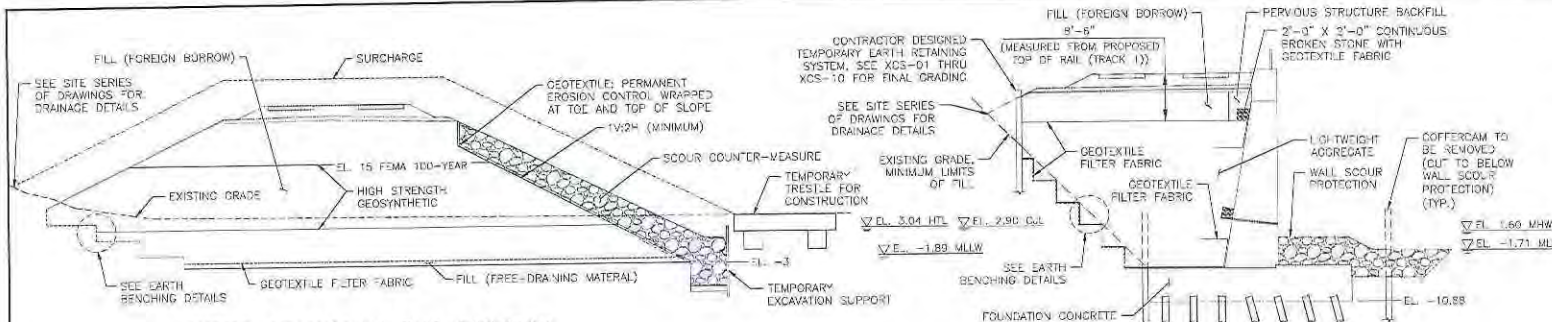 FILL (FOREIGN BORROW)
SURCHARGE
SEE SITE SERIES
OF DRAWINGS FOR
DRAINAGE DETAILS
GEOTEXTILE; PERMANENT
EROSION CONTROL WRAPPED
AT TOE AND TOP OF SLOPE
1V:2H (MINIMUM)
EL. 15 FEMA 100-YEAR
SCOUR COUNTER-MEASURE
EXISTING GRADE
HIGH STRENGTH
GEOSYNTHETIC
TEMPORARY
TRESTLE FOR
CONSTRUCTION
EL. 3.04 HTL
EL. 2.90 CJL
EL. -1.89 MLLW
EL. -3
SEE EARTH
BENCHING DETAILS
GEOTEXTILE FILTER FABRIC
FILL (FREE-DRAINING MATERIAL)
TEMPORARY
EXCAVATION SUPPORT
CONTRACTOR DESIGNED
TEMPORARY EARTH RETAINING
SYSTEM, SEE XCS-01 THRU
XCS-10 FOR FINAL GRADING
FILL (FOREIGN BORROW)
(MEASURED FROM PROPOSED
TOP OF RAIL (TRACK 1))
PERVIOUS STRUCTURE BACKFILL
2'-0" X 2'-0" CONTINUOUS
BROKEN STONE WITH
GEOTEXTILE FABRIC
SEE SITE SERIES
OF DRAWINGS FOR
DRAINAGE DETAILS
EXISTING GRADE,
MINIMUM LIMITS
OF FILL
GEOTEXTILE
FILTER FABRIC
GEOTEXTILE
FILTER FABRIC
LIGHTWEIGHT
AGGREGATE
WALL SCOUR
PROTECTION
COFFERDAM TO
BE REMOVED
(CUT TO BELOW
WALL SCOUR
PROTECTION)
(TYP.)
EL. 1.60 MHW
EL. -1.71 ML
SEE EARTH
BENCHING DETAILS
EL. -10.88
FOUNDATION CONCRETE